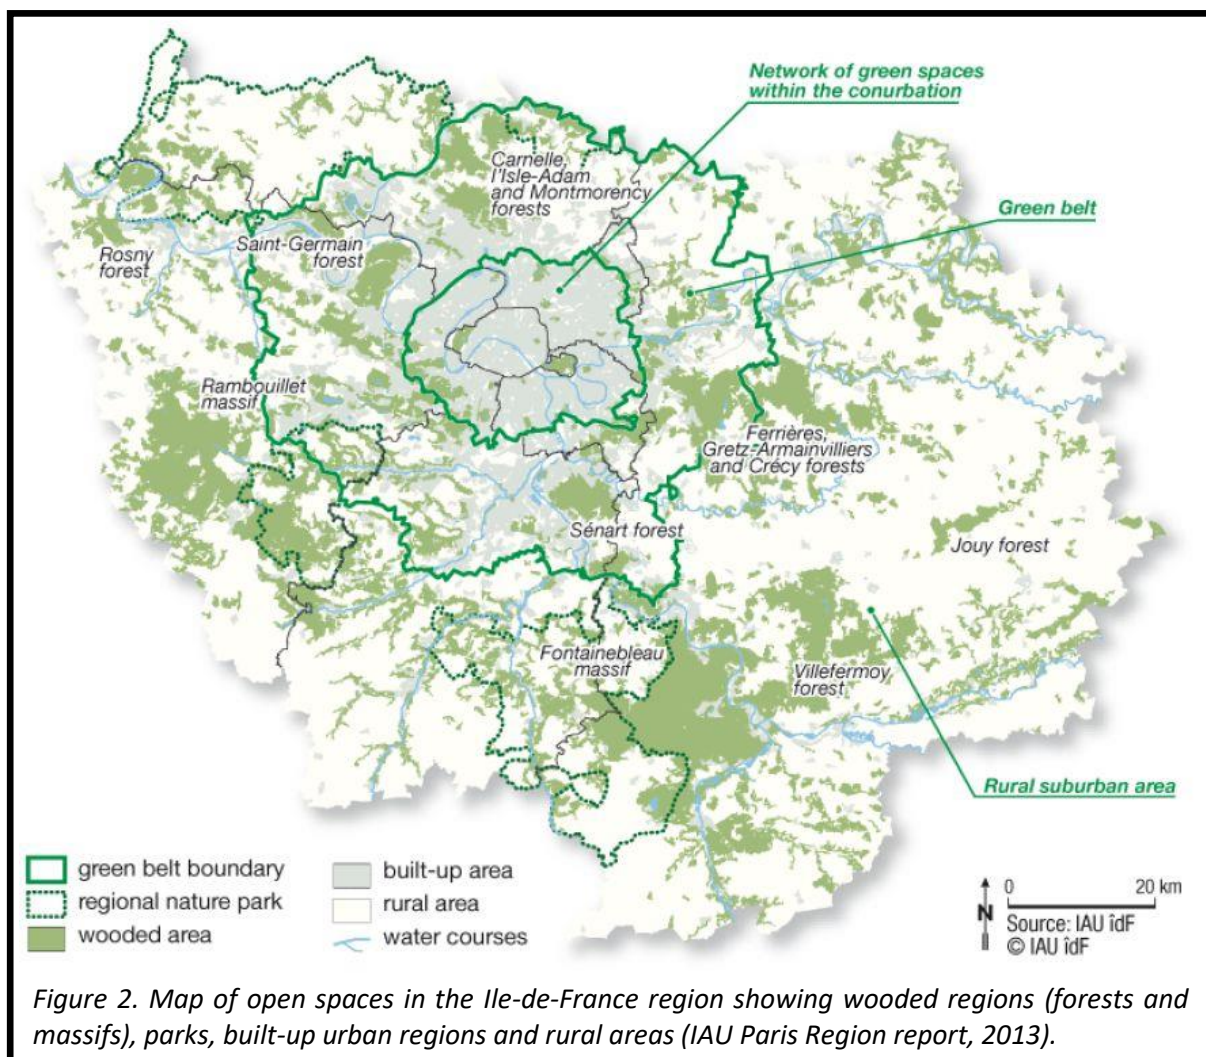 Network of green spaces
within the conurbation
Carnelle,
l'Isle-Adam
and Montmorency
forests
Green belt
Rosny
forest
Saint-Germain
forest
Rambouillet
massif
Ferrières,
Gretz-Armainvilliers
and Crécy forests
Sénart forest
Jouy forest
Fontainebleau
massif
Villefermoy
forest
Rural suburban area
green belt boundary
regional nature park
wooded area
built-up area
rural area
water courses
N
0 20 km
Source: IAU îdF
© IAU îdF
Figure 2. Map of open spaces in the Ile-de-France region showing wooded regions (forests and
massifs), parks, built-up urban regions and rural areas (IAU Paris Region report, 2013).